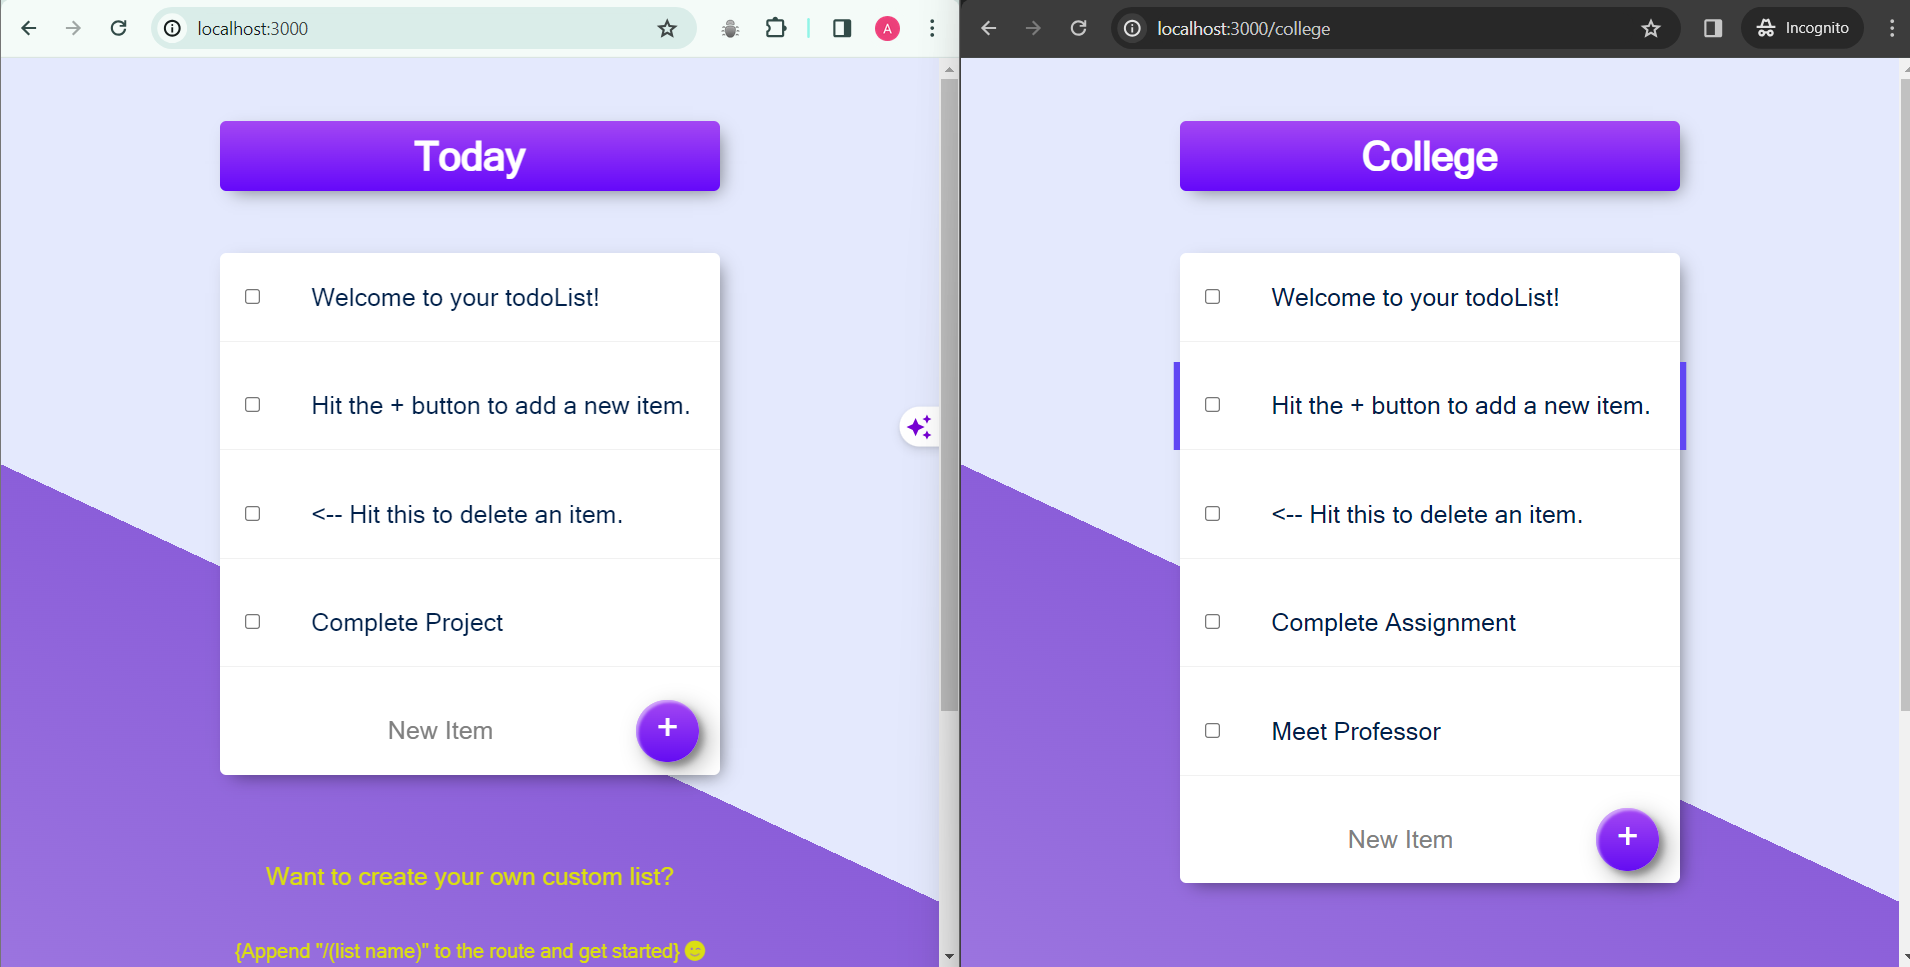 localhost:3000
A
Today
Welcome to your todoList!
Hit the + button to add a new item.
<-- Hit this to delete an item.
Complete Project
New Item
+
Want to create your own custom list?
{Append "/(list name)" to the route and get started}
localhost:3000/college
Incognito
College
Welcome to your todoList!
Hit the + button to add a new item.
<-- Hit this to delete an item.
Complete Assignment
Meet Professor
New Item
+